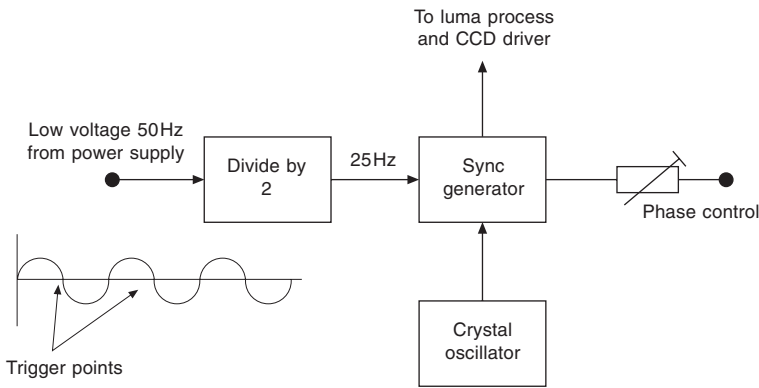 To luma process
and CCD driver
Low voltage 50Hz
from power supply
Divide by
2
25Hz
Sync
generator
Phase control
Crystal
oscillator
Trigger points